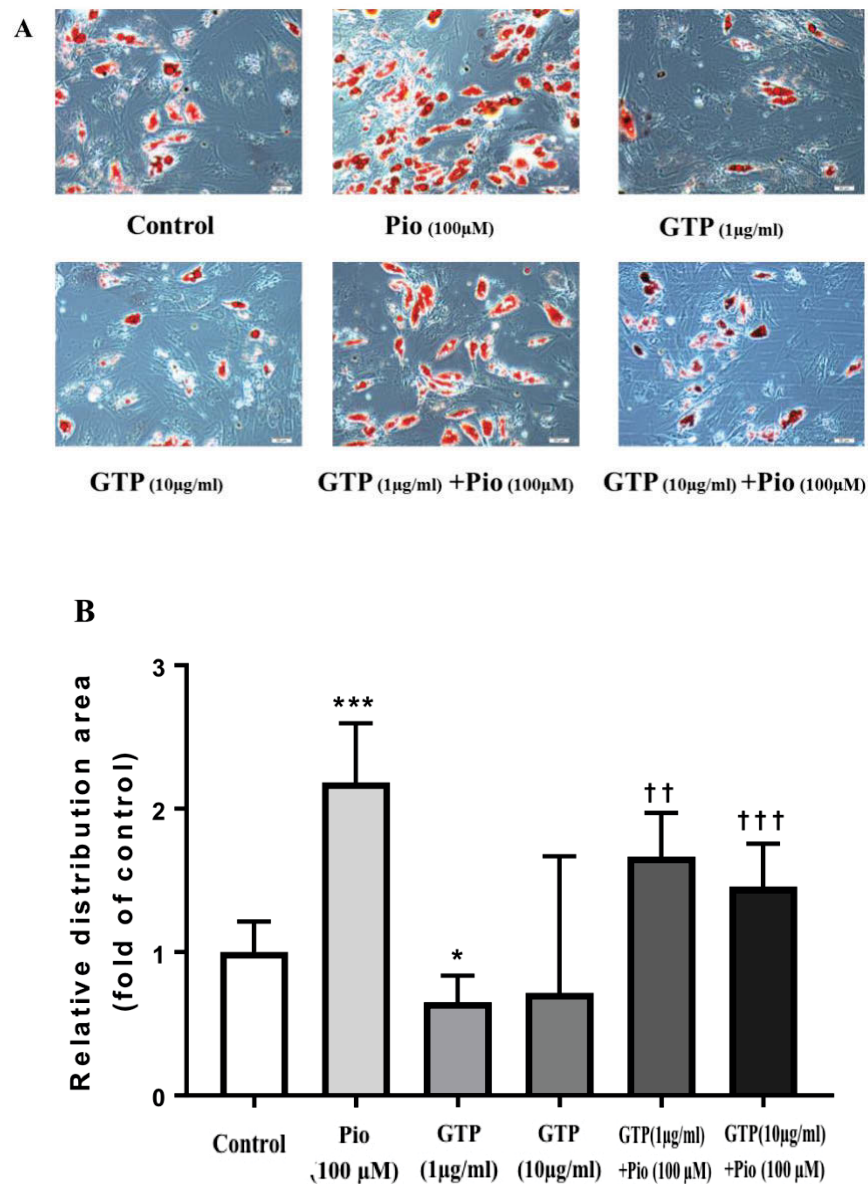 A
Control
Pio (100μM)
GTP (1μg/ml)
GTP (10μg/ml)
GTP (1μg/ml) +Pio (100μM)
GTP (10μg/ml) +Pio (100μM)
B
Relative distribution area
(fold of control)
3
2
1
0
***
*
††
†††
Control
Pio
(100 μM)
GTP
(1μg/ml)
GTP
(10μg/ml)
GTP(1μg/ml)
+Pio (100 μM)
GTP(10μg/ml)
+Pio (100 μM)